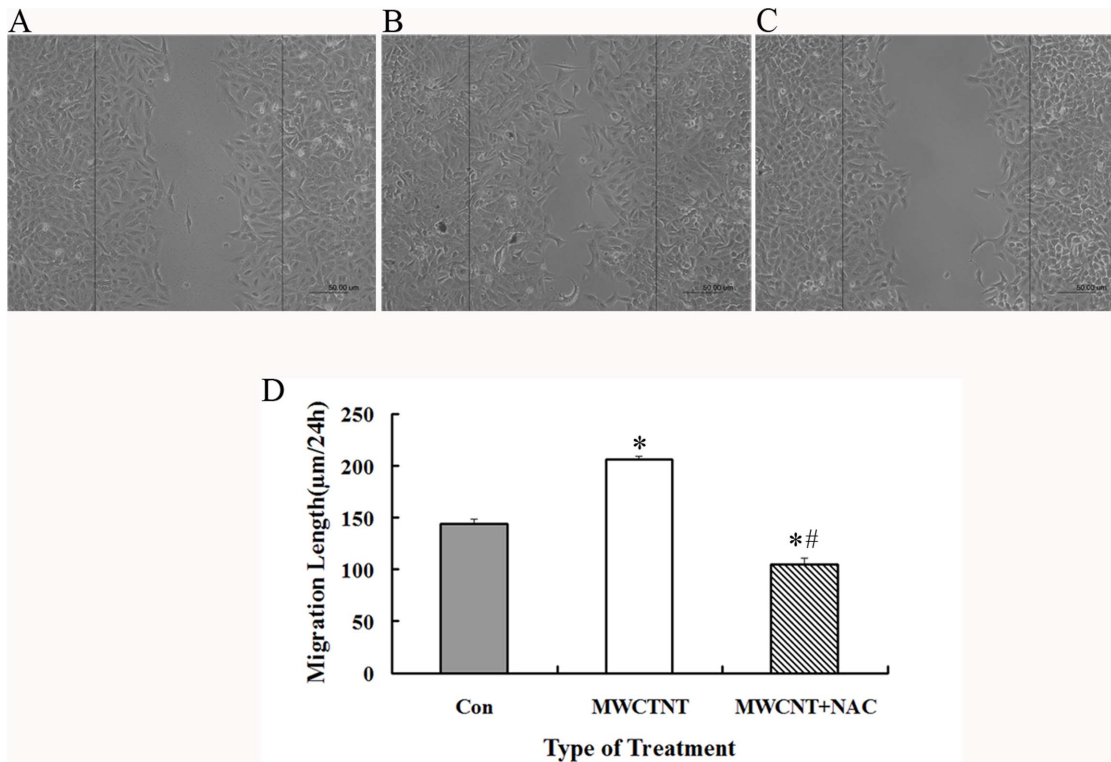 A
B
C
50.00 um
50.00 um
50.00 um
D
Migration Length(μm/24h)
250
200
150
100
50
0
*
*#
Con
MWCTNT
MWCNT+NAC
Type of Treatment